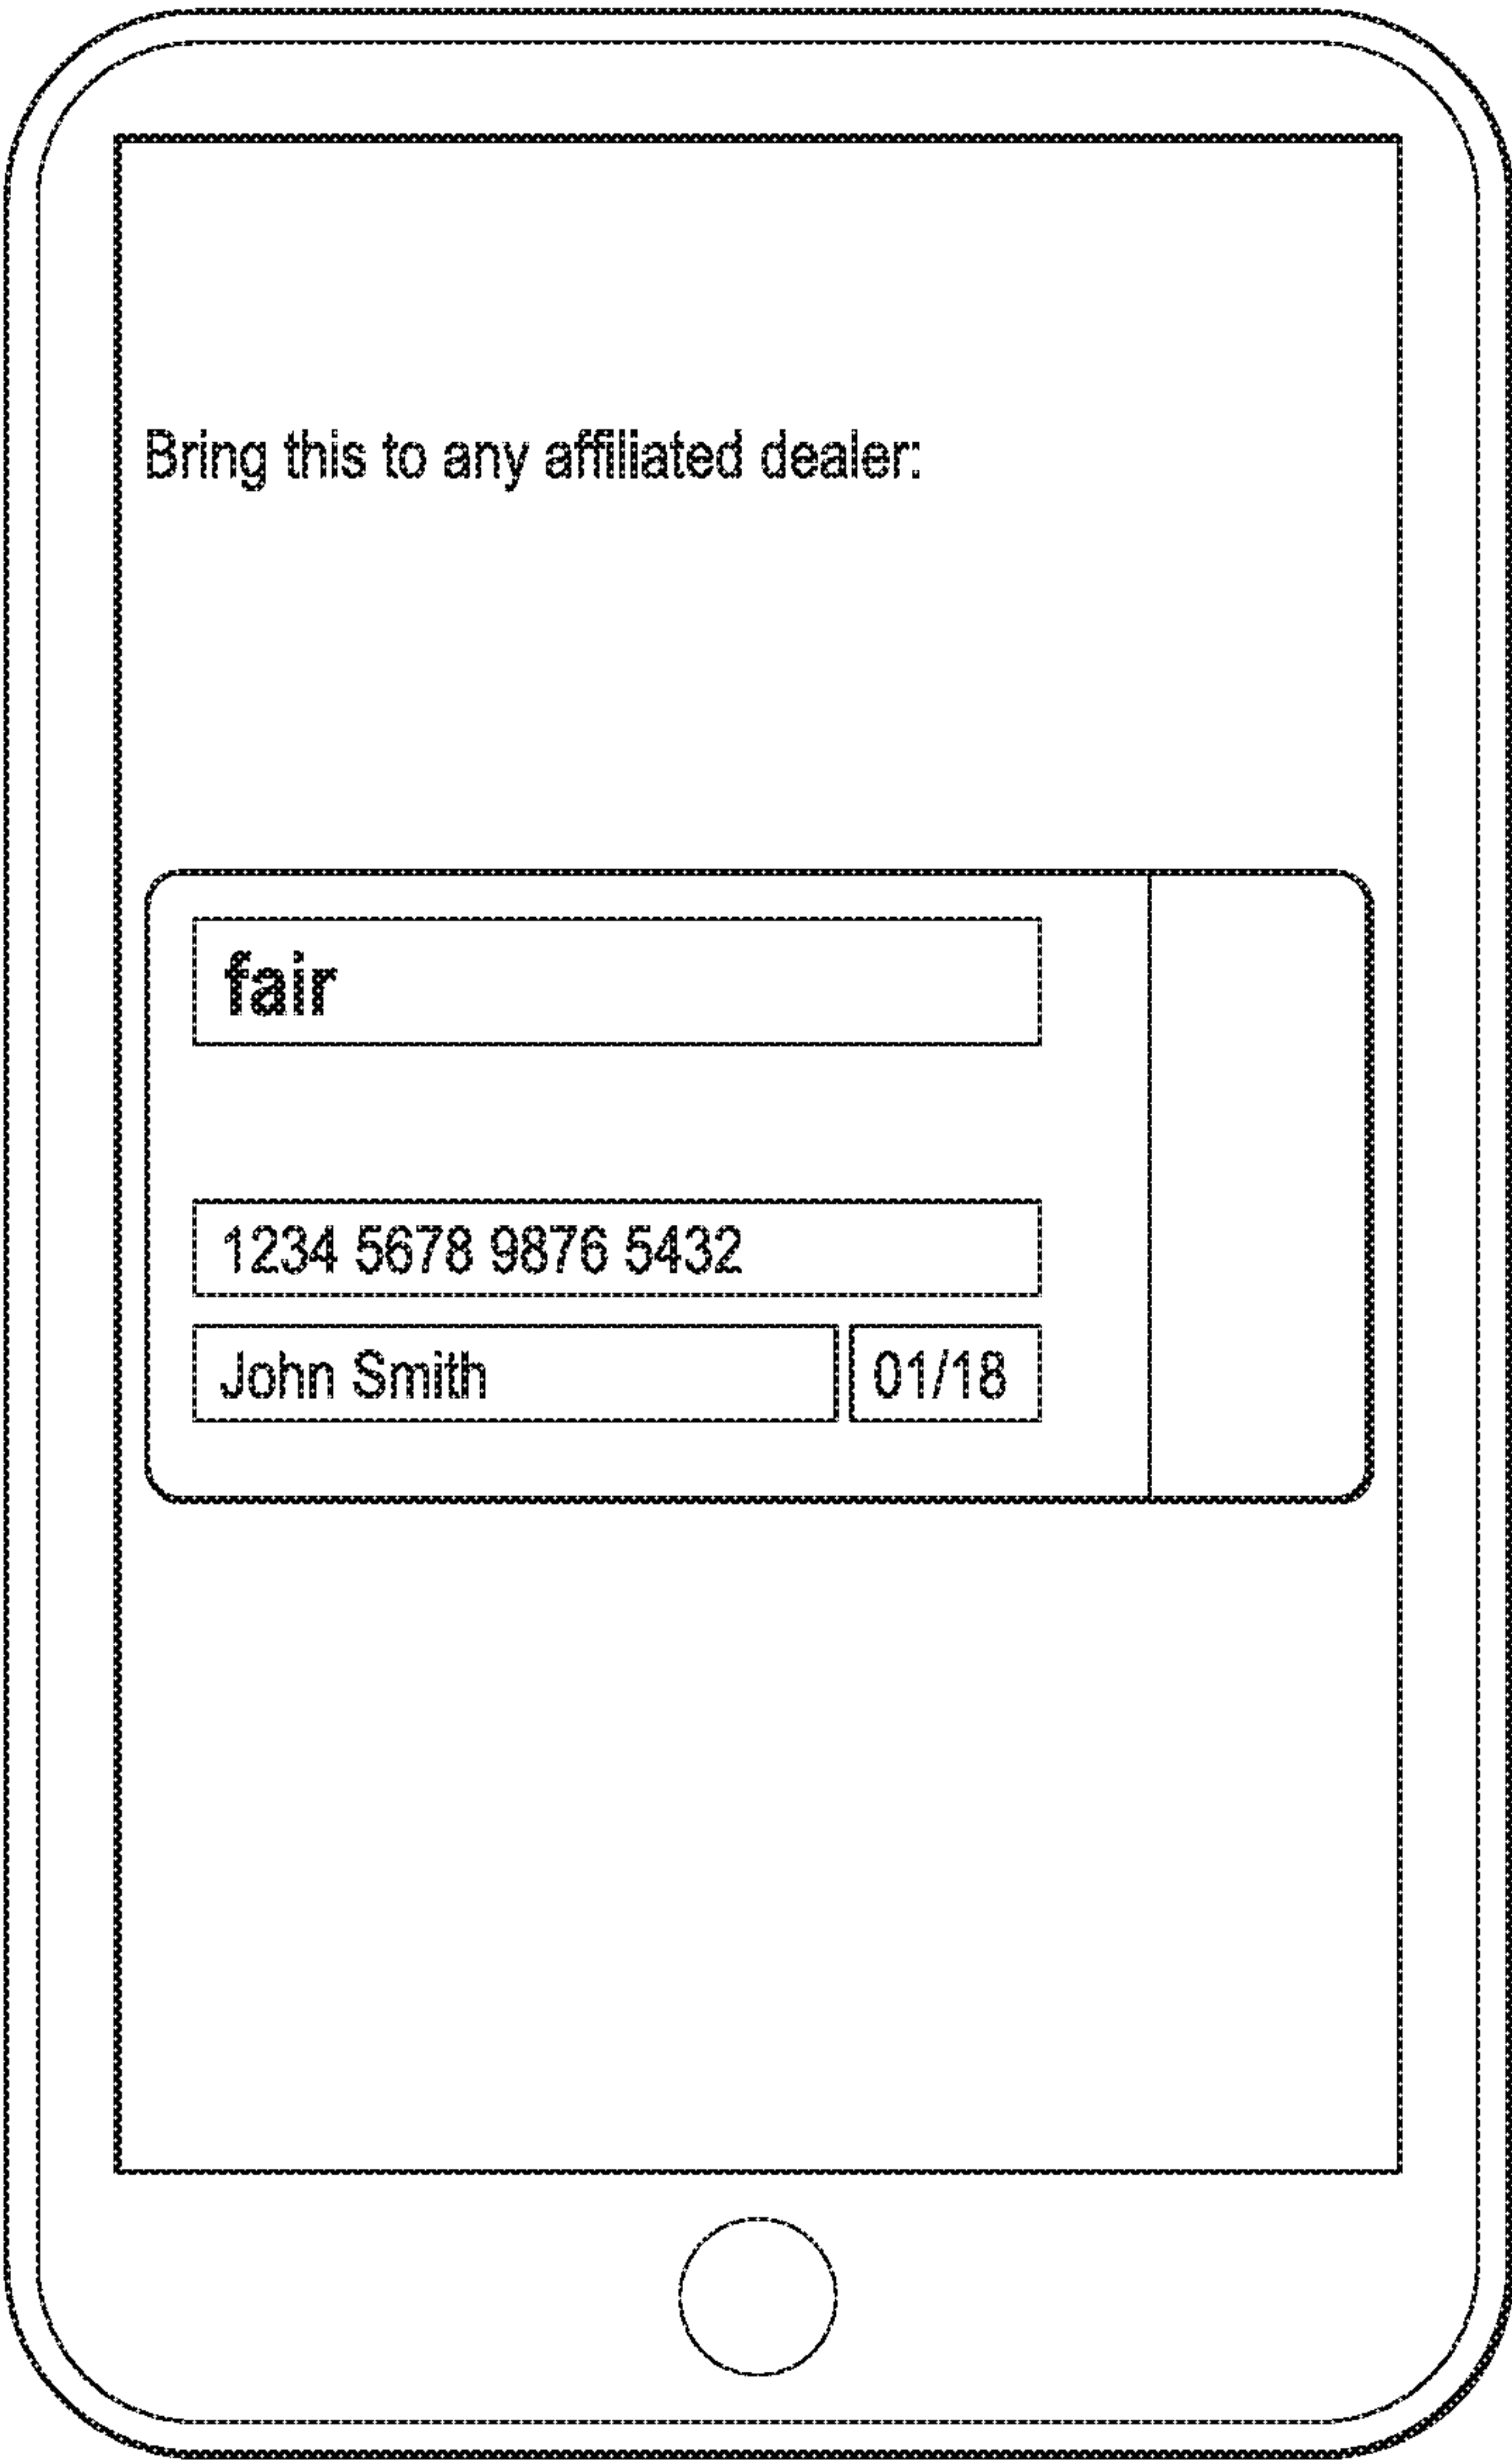 Bring this to any affiliated dealer:
fair
1234 5678 9876 5432
John Smith 01/18